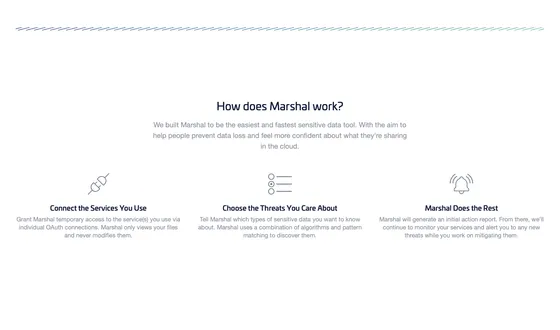 How does Marshal work?
We built Marshal to be the easiest and fastest sensitive data tool. With the aim to
help people prevent data loss and feel more confident about what they're sharing
in the cloud.
Connect the Services You Use
Grant Marshal temporary access to the service(s) you use via
individual OAuth connections. Marshal only views your files
and never modifies them.
Choose the Threats You Care About
Tell Marshal which types of sensitive data you want to know
about. Marshal uses a combination of algorithms and pattern
matching to discover them.
Marshal Does the Rest
Marshal will generate an initial action report. From there, we'll
continue to monitor your services and alert you to any new
threats while you work on mitigating them.